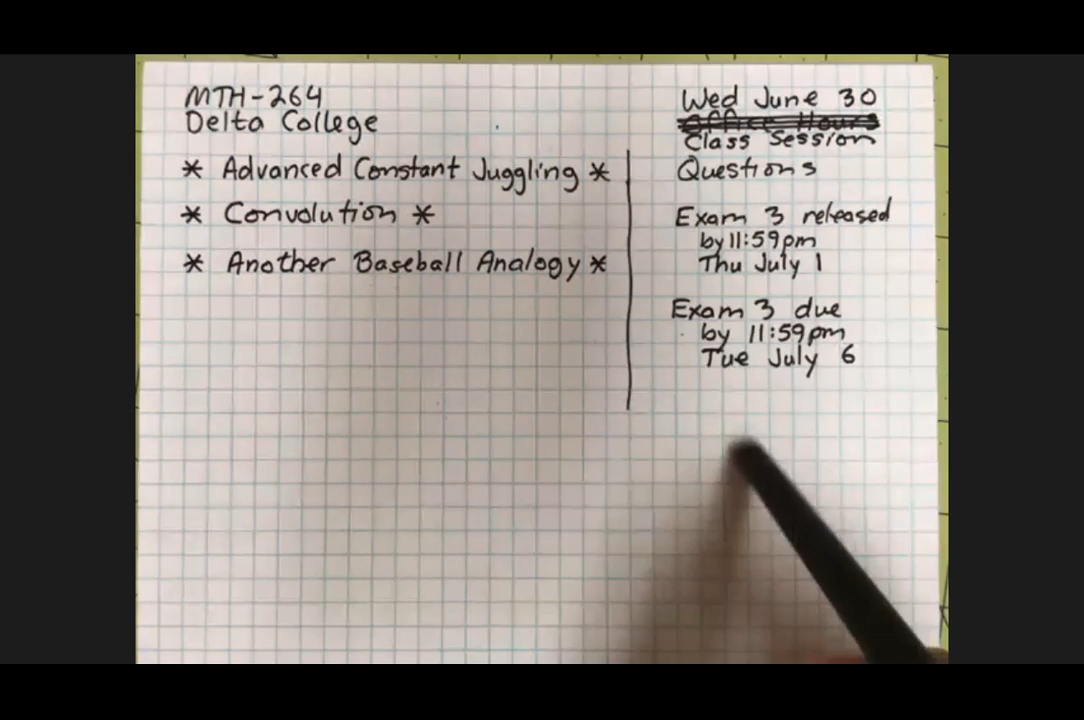 MTH-264
Delta College
* Advanced Constant Juggling *
* Convolution *
* Another Baseball Analogy *
Wed June 30
Office Hours
Class Session
Questions
Exam 3 released
by 11:59pm
Thu July 1
Exam 3 due
by 11:59pm
Tue July 6